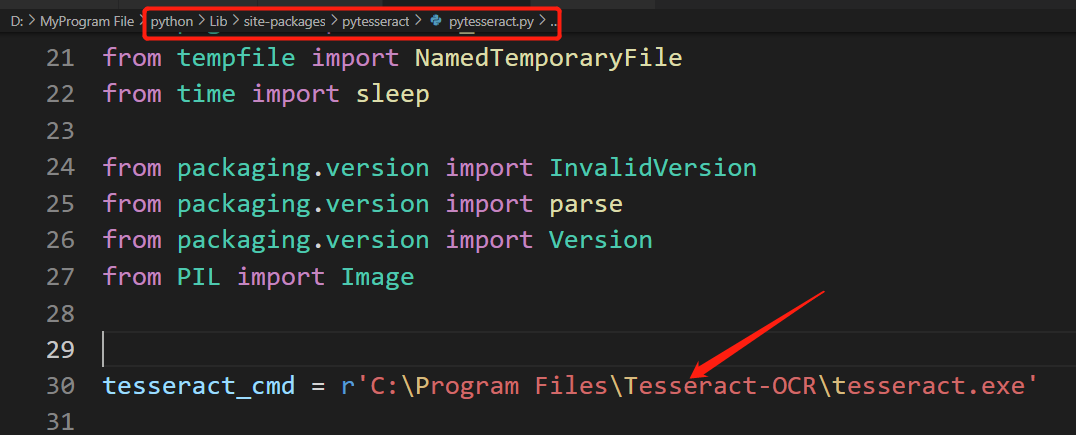 D: > MyProgram File > python > Lib > site-packages > pytesseract > pytesseract.py > ..
21 from tempfile import NamedTemporaryFile
22 from time import sleep
23
24 from packaging.version import InvalidVersion
25 from packaging.version import parse
26 from packaging.version import Version
27 from PIL import Image
28
29
30 tesseract_cmd = r'C:\Program Files\Tesseract-OCR\tesseract.exe'
31